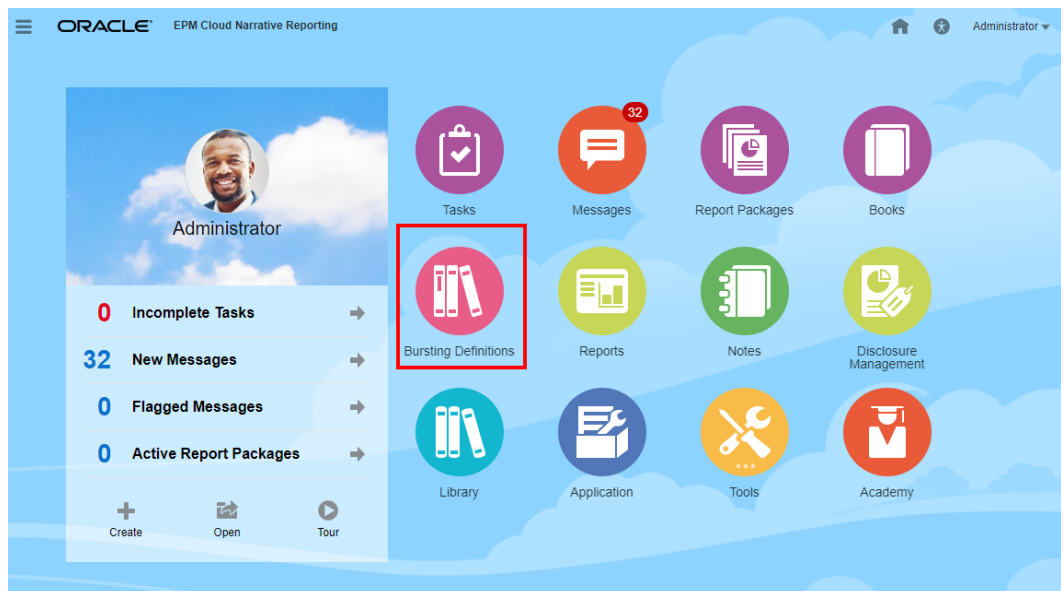 ORACLE® EPM Cloud Narrative Reporting
Administrator
Administrator
0 Incomplete Tasks
32 New Messages
0 Flagged Messages
0 Active Report Packages
Create Open Tour
32
Tasks Messages Report Packages Books
Bursting Definitions Reports Notes Disclosure
Management
Library Application Tools Academy